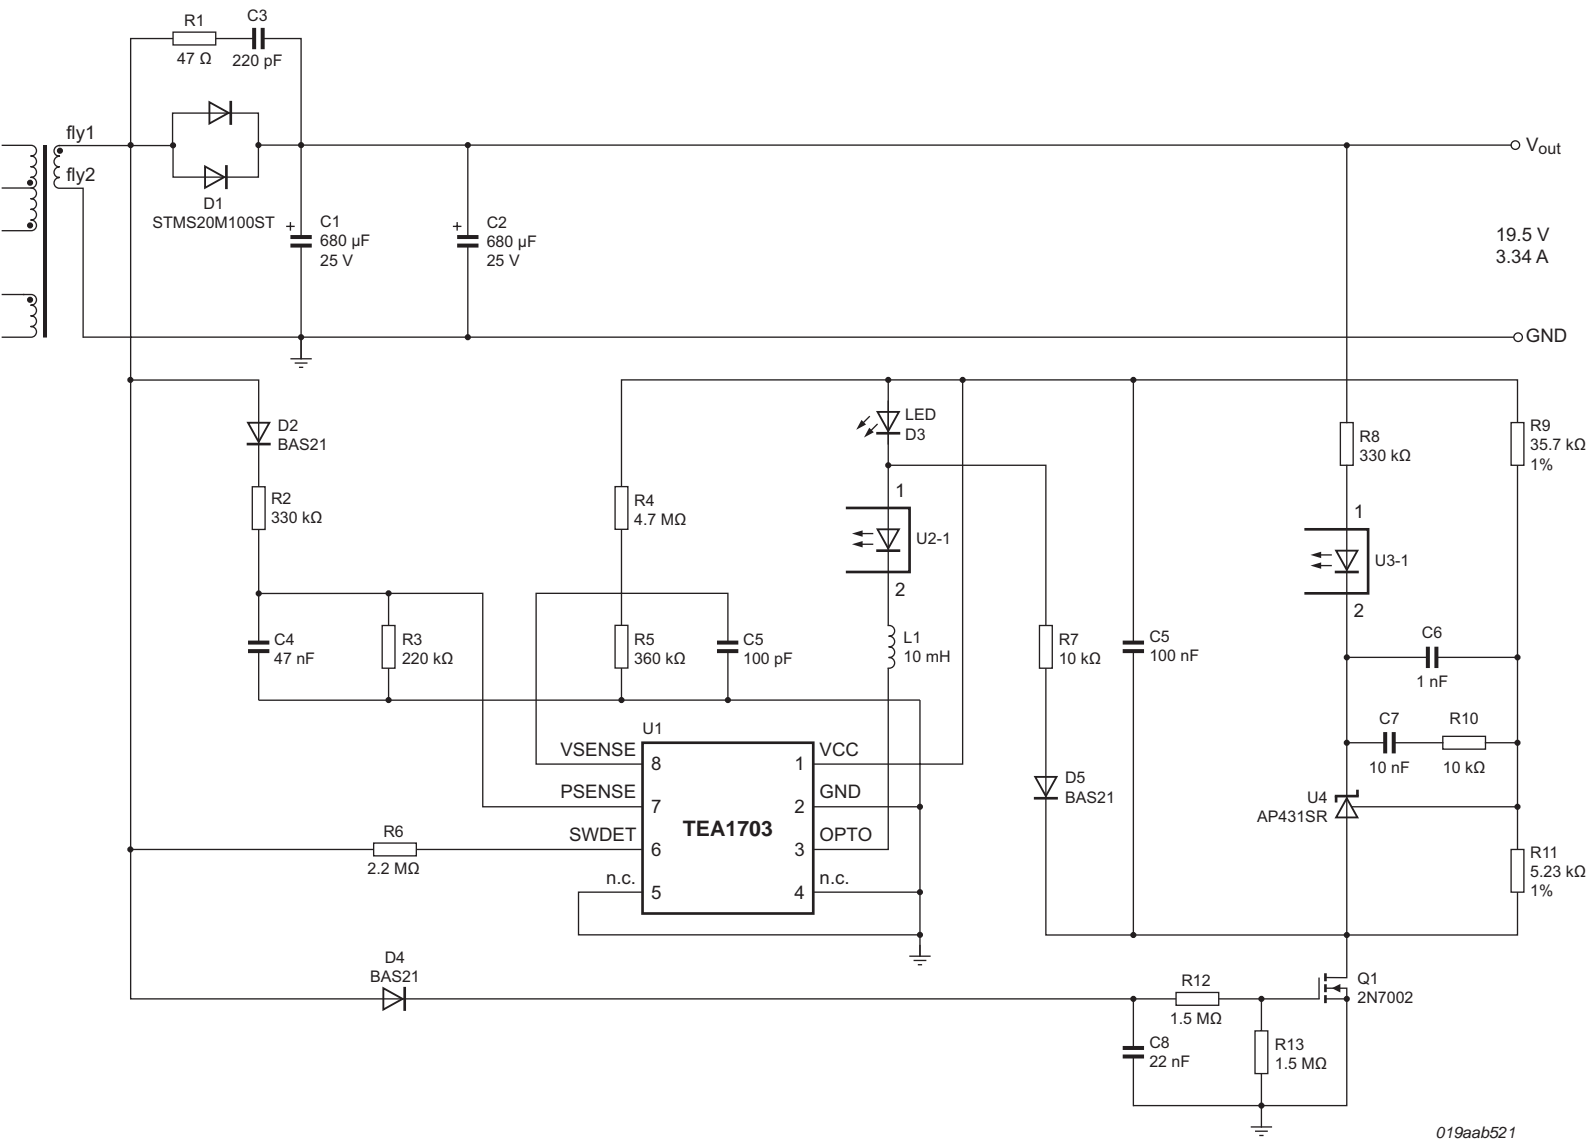 R1
47 Ω
C3
220 pF
fly1
fly2
D1
STMS20M100ST
+
C1
680 µF
25 V
+
C2
680 µF
25 V
Vout
19.5 V
3.34 A
GND
D2
BAS21
R2
330 kΩ
C4
47 nF
R3
220 kΩ
R4
4.7 MΩ
R5
360 kΩ
C5
100 pF
LED
D3
1
U2-1
2
L1
10 mH
R7
10 kΩ
D5
BAS21
C5
100 nF
R8
330 kΩ
1
U3-1
2
R9
35.7 kΩ
1%
C6
1 nF
C7
10 nF
R10
10 kΩ
U4
AP431SR
R11
5.23 kΩ
1%
U1
VSENSE
8
1
VCC
PSENSE
7
2
GND
TEA1703
SWDET
6
3
OPTO
n.c.
5
4
n.c.
R6
2.2 MΩ
D4
BAS21
R12
1.5 MΩ
Q1
2N7002
C8
22 nF
R13
1.5 MΩ
019aab521